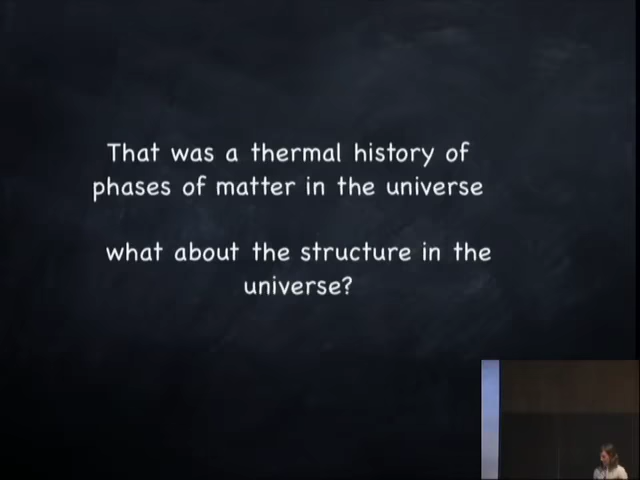 That was a thermal history of
phases of matter in the universe
what about the structure in the
universe?